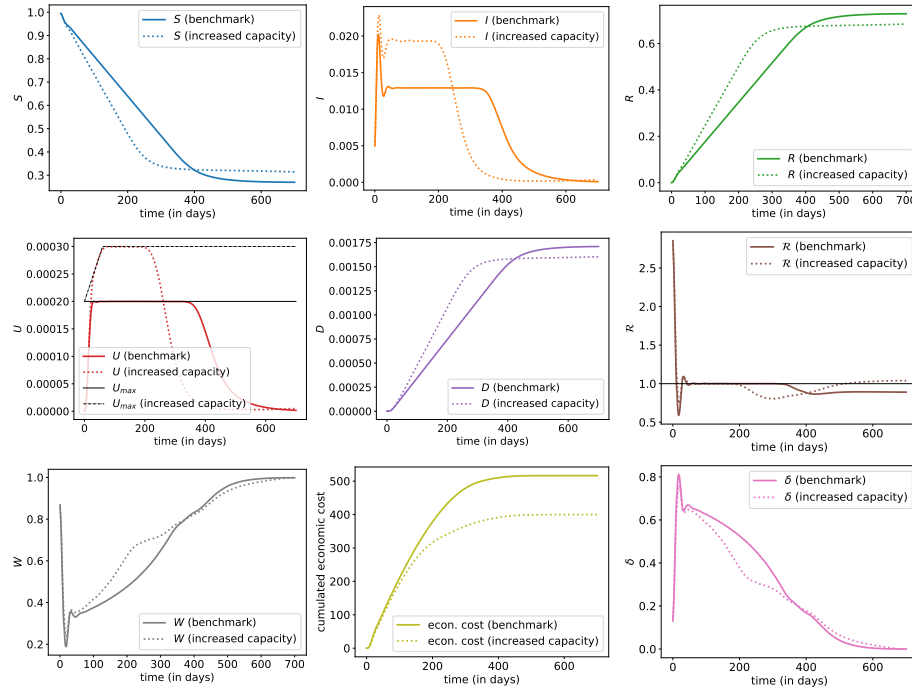 S (benchmark)
S (increased capacity)
1.0
0.9
0.8
0.7
0.6
0.5
0.4
0.3
S
0 200 400 600
time (in days)
I (benchmark)
I (increased capacity)
0.020
0.015
0.010
0.005
0.000
I
0 200 400 600
time (in days)
R (benchmark)
R (increased capacity)
0.6
0.4
0.2
0.0
R
0 100 200 300 400 500 600 700
time (in days)
U (benchmark)
U (increased capacity)
Umax
Umax (increased capacity)
0.00030
0.00025
0.00020
0.00015
0.00010
0.00005
0.00000
U
0 200 400 600
time (in days)
D (benchmark)
D (increased capacity)
0.00175
0.00150
0.00125
0.00100
0.00075
0.00050
0.00025
0.00000
D
0 200 400 600
time (in days)
ℛ (benchmark)
ℛ (increased capacity)
2.5
2.0
1.5
1.0
0.5
ℛ
0 200 400 600
time (in days)
W (benchmark)
W (increased capacity)
1.0
0.8
0.6
0.4
0.2
W
0 100 200 300 400 500 600 700
time (in days)
econ. cost (benchmark)
econ. cost (increased capacity)
500
400
300
200
100
0
cumulated economic cost
0 200 400 600
time (in days)
δ (benchmark)
δ (increased capacity)
0.8
0.6
0.4
0.2
0.0
δ
0 200 400 600
time (in days)